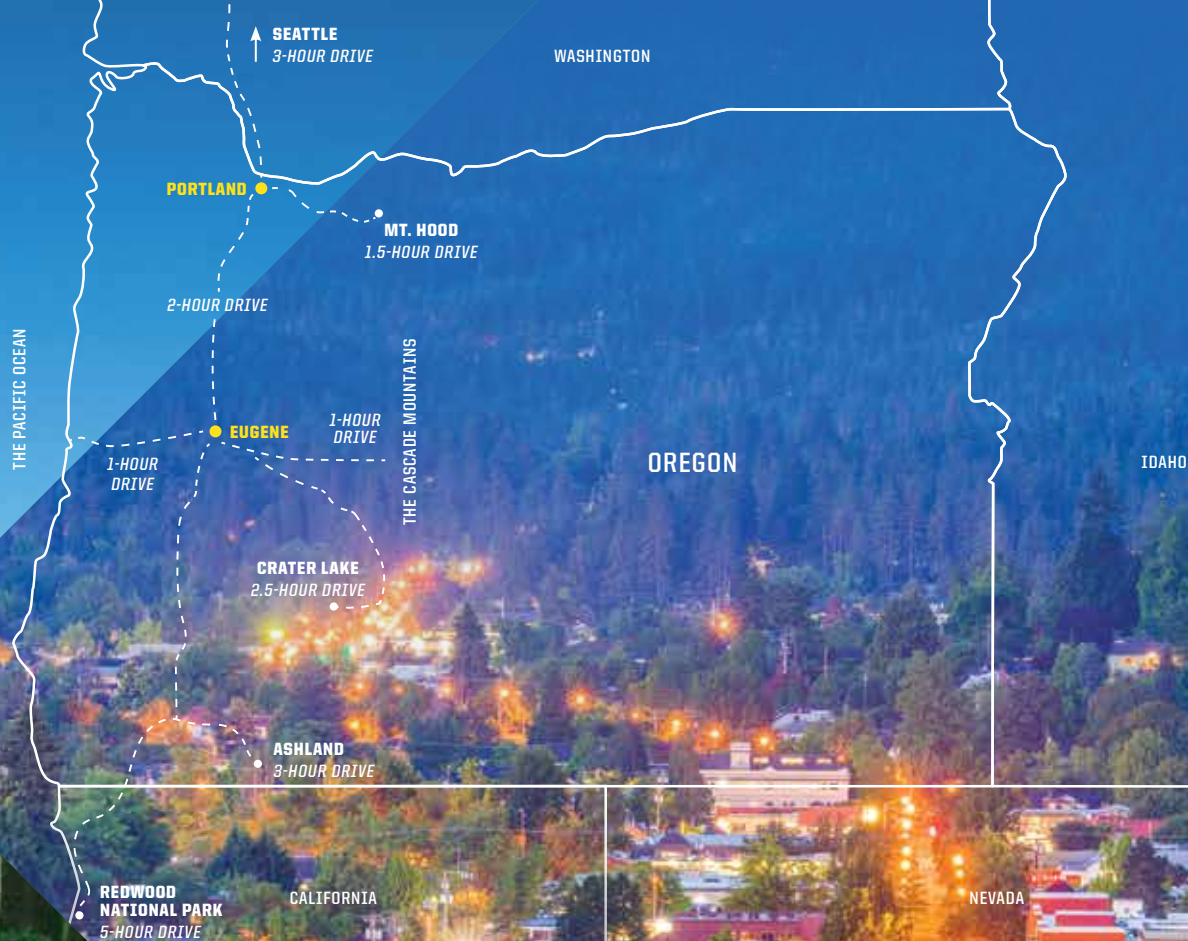 SEATTLE
3-HOUR DRIVE
WASHINGTON
PORTLAND
MT. HOOD
1.5-HOUR DRIVE
2-HOUR DRIVE
THE PACIFIC OCEAN
THE CASCADE MOUNTAINS
EUGENE
1-HOUR
DRIVE
1-HOUR
DRIVE
OREGON
IDAHO
CRATER LAKE
2.5-HOUR DRIVE
ASHLAND
3-HOUR DRIVE
REDWOOD
NATIONAL PARK
5-HOUR DRIVE
CALIFORNIA
NEVADA